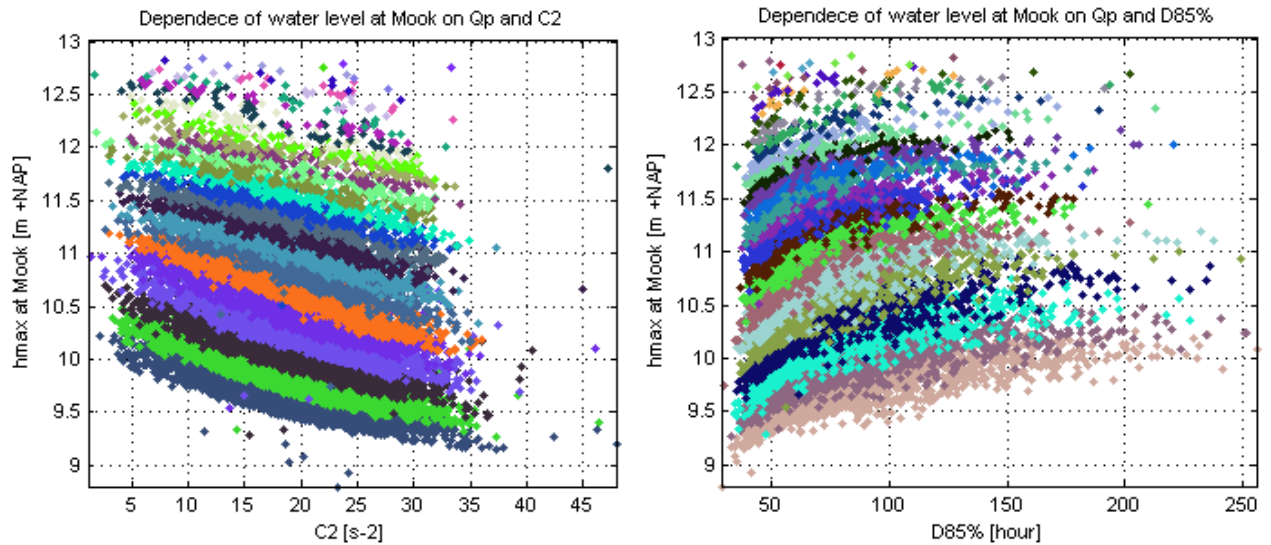 Dependece of water level at Mook on Qp and C2
13
12.5
12
11.5
11
10.5
10
9.5
9
hmax at Mook [m +NAP]
5 10 15 20 25 30 35 40 45
C2 [s-2]
Dependece of water level at Mook on Qp and D85%
13
12.5
12
11.5
11
10.5
10
9.5
9
hmax at Mook [m +NAP]
50 100 150 200 250
D85% [hour]